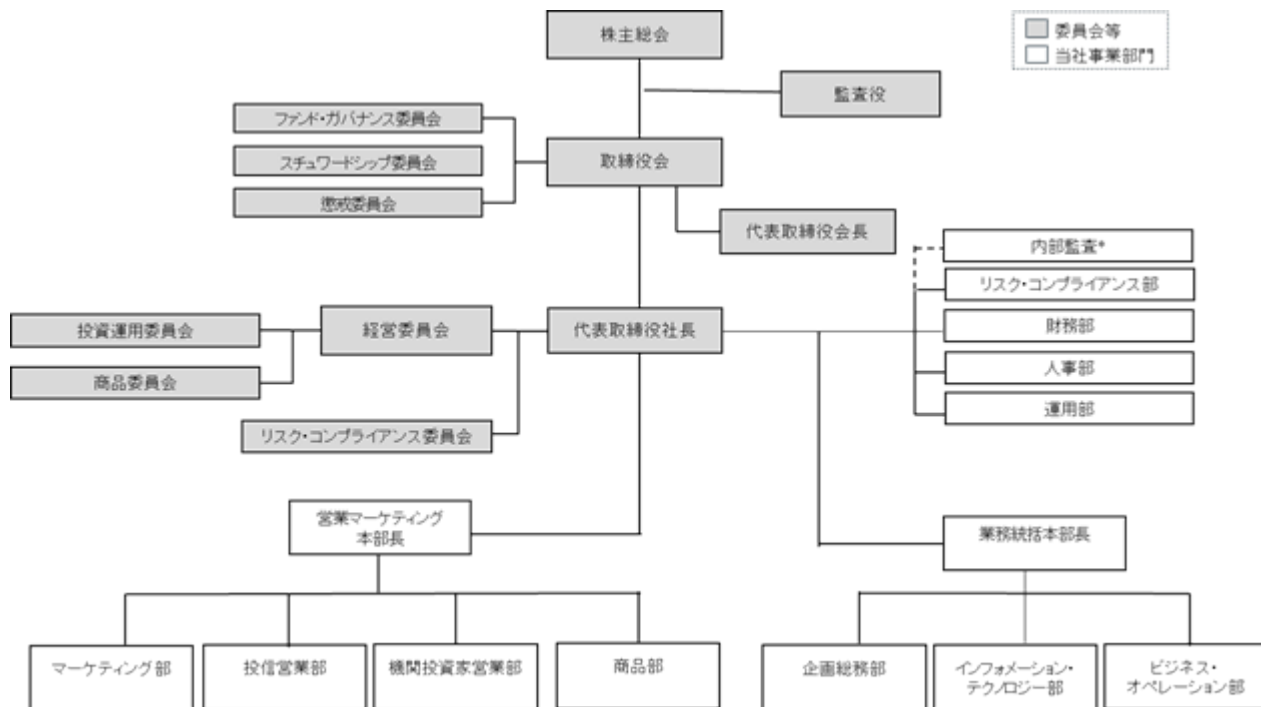 株主総会
委員会等
当社事業部門
監査役
ファンド・ガバナンス委員会
スチュワードシップ委員会
懲戒委員会
取締役会
代表取締役会長
内部監査*
リスク・コンプライアンス部
財務部
人事部
運用部
投資運用委員会
経営委員会
代表取締役社長
商品委員会
リスク・コンプライアンス委員会
営業マーケティング
本部長
業務統括本部長
マーケティング部
投信営業部
機関投資家営業部
商品部
企画総務部
インフォメーション・
テクノロジー部
ビジネス・
オペレーション部